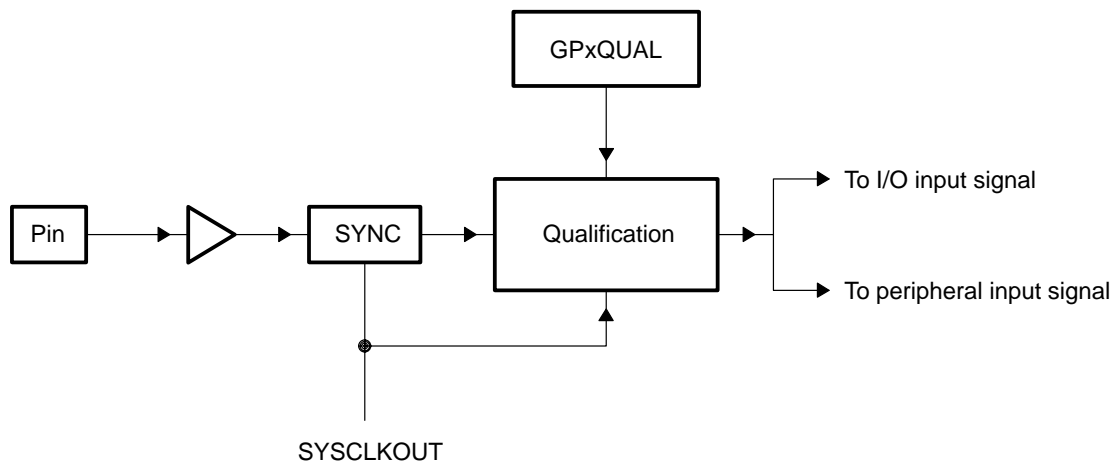 GPxQUAL
To I/O input signal
Pin
SYNC
Qualification
To peripheral input signal
SYSCLKOUT